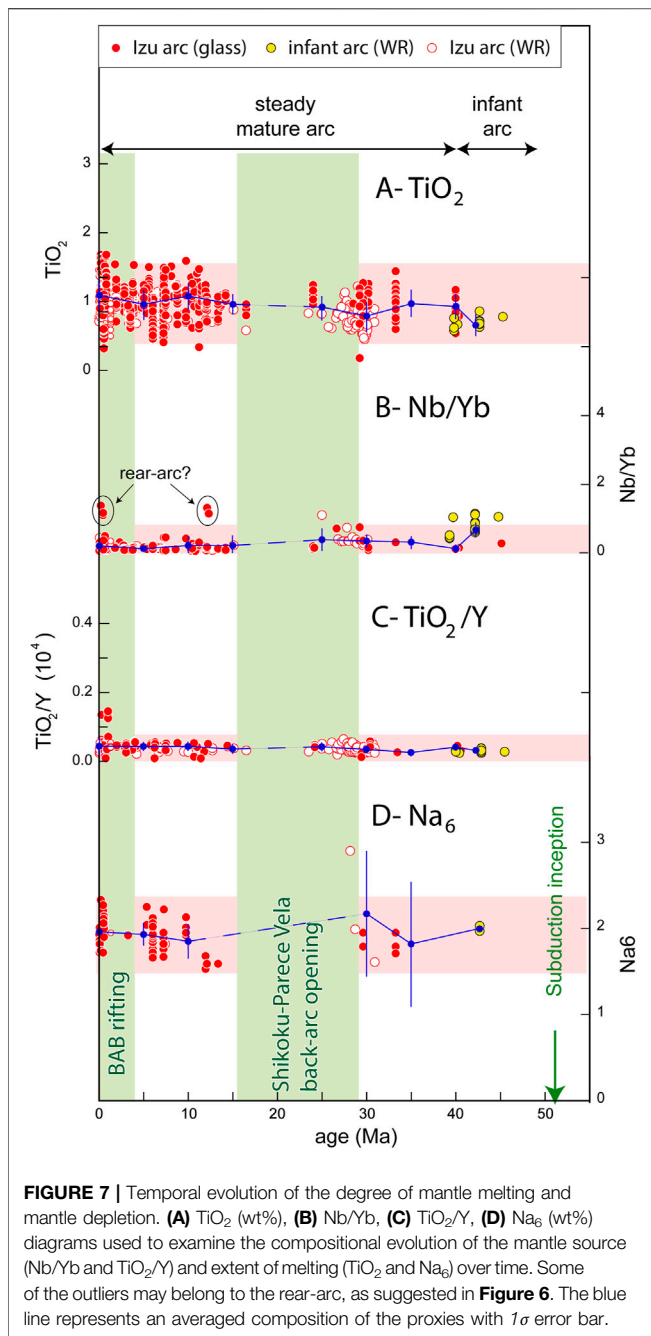 Izu arc (glass) infant arc (WR) Izu arc (WR)
steady
mature arc
infant
arc
A- TiO₂
TiO₂
3
2
1
0
B- Nb/Yb
Nb/Yb
4
2
0
rear-arc?
C- TiO₂/Y
TiO₂/Y (10⁴)
0.4
0.2
0.0
D- Na₆
Na6
3
2
1
0
BAB rifting
Shikoku-Parece Vela
back-arc opening
Subduction inception
0 10 20 30 40 50
age (Ma)
FIGURE 7 | Temporal evolution of the degree of mantle melting and
mantle depletion. (A) TiO₂ (wt%), (B) Nb/Yb, (C) TiO₂/Y, (D) Na₆ (wt%)
diagrams used to examine the compositional evolution of the mantle source
(Nb/Yb and TiO₂/Y) and extent of melting (TiO₂ and Na₆) over time. Some
of the outliers may belong to the rear-arc, as suggested in Figure 6. The blue
line represents an averaged composition of the proxies with 1σ error bar.